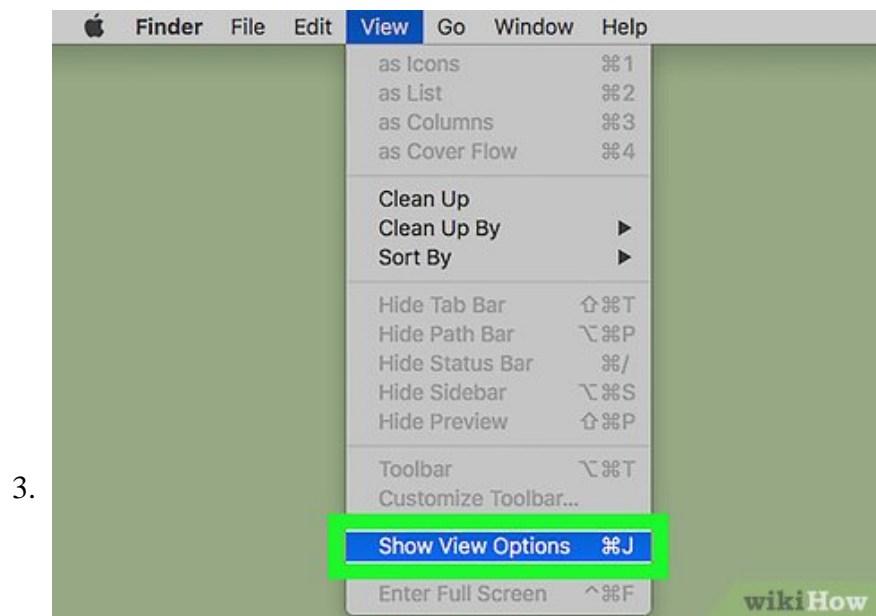 Finder File Edit View Go Window Help
as Icons ⌘1
as List ⌘2
as Columns ⌘3
as Cover Flow ⌘4
Clean Up
Clean Up By ▶
Sort By ▶
Hide Tab Bar ⇧⌘T
Hide Path Bar ⌥⌘P
Hide Status Bar ⌘/
Hide Sidebar ⌥⌘S
Hide Preview ⇧⌘P
Toolbar ⌥⌘T
Customize Toolbar...
3.
Show View Options ⌘J
Enter Full Screen ^⌘F
wikiHow